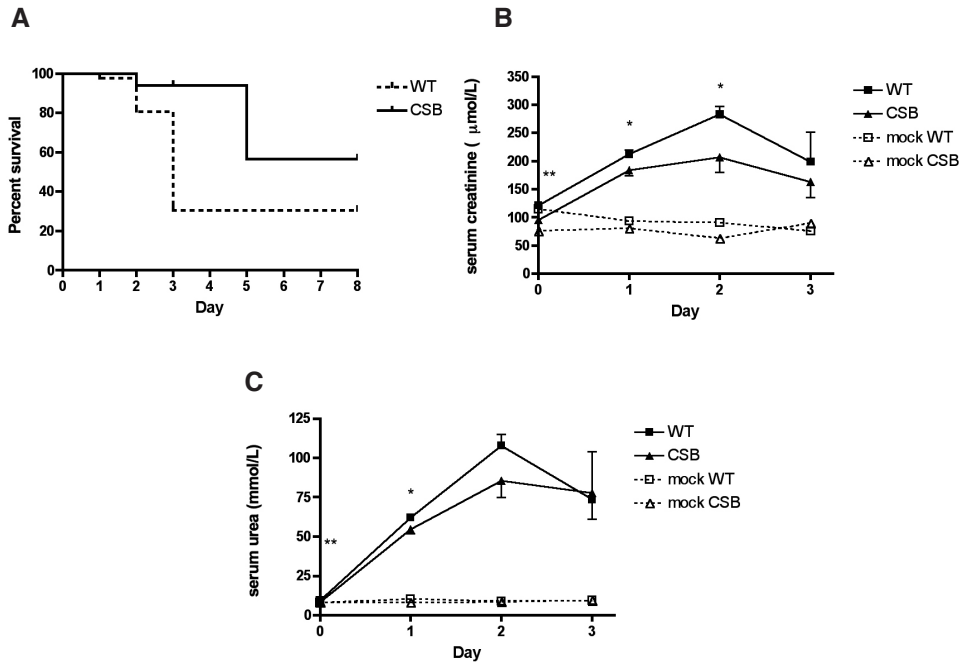 A
Percent survival
100
80
60
40
20
0
0 1 2 3 4 5 6 7 8
Day
WT
CSB
B
serum creatinine ( μmol/L)
350
300
250
200
150
100
50
0
**
*
*
0 1 2 3
Day
WT
CSB
mock WT
mock CSB
C
serum urea (mmol/L)
125
100
75
50
25
0
**
*
0 1 2 3
Day
WT
CSB
mock WT
mock CSB